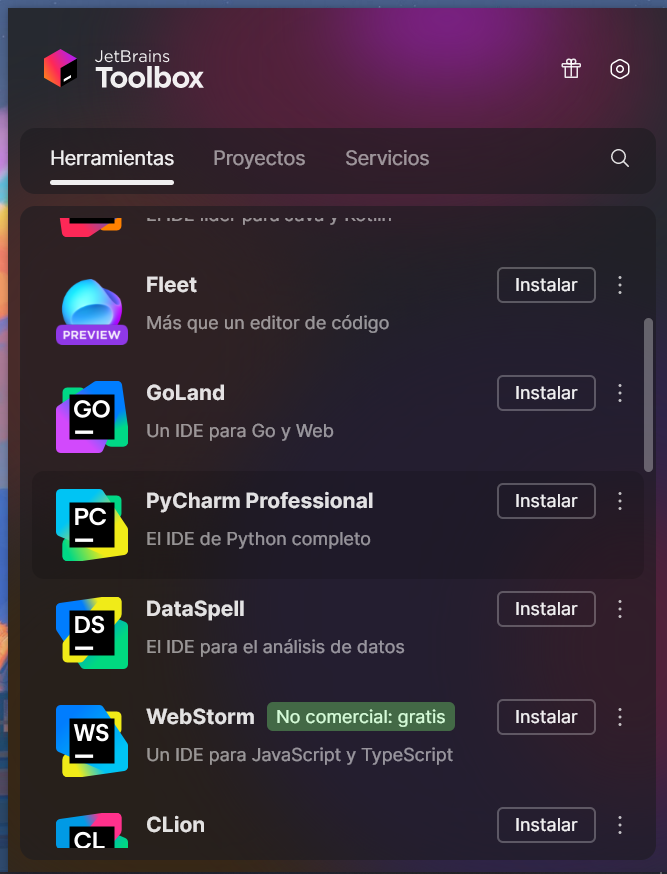 JetBrains
Toolbox
Herramientas Proyectos Servicios
El IDE líder para Java y Kotlin
Fleet Instalar
PREVIEW
Más que un editor de código
GO
GoLand Instalar
Un IDE para Go y Web
PC
PyCharm Professional Instalar
El IDE de Python completo
DS
DataSpell Instalar
El IDE para el análisis de datos
WS
WebStorm No comercial: gratis Instalar
Un IDE para JavaScript y TypeScript
CL
CLion Instalar